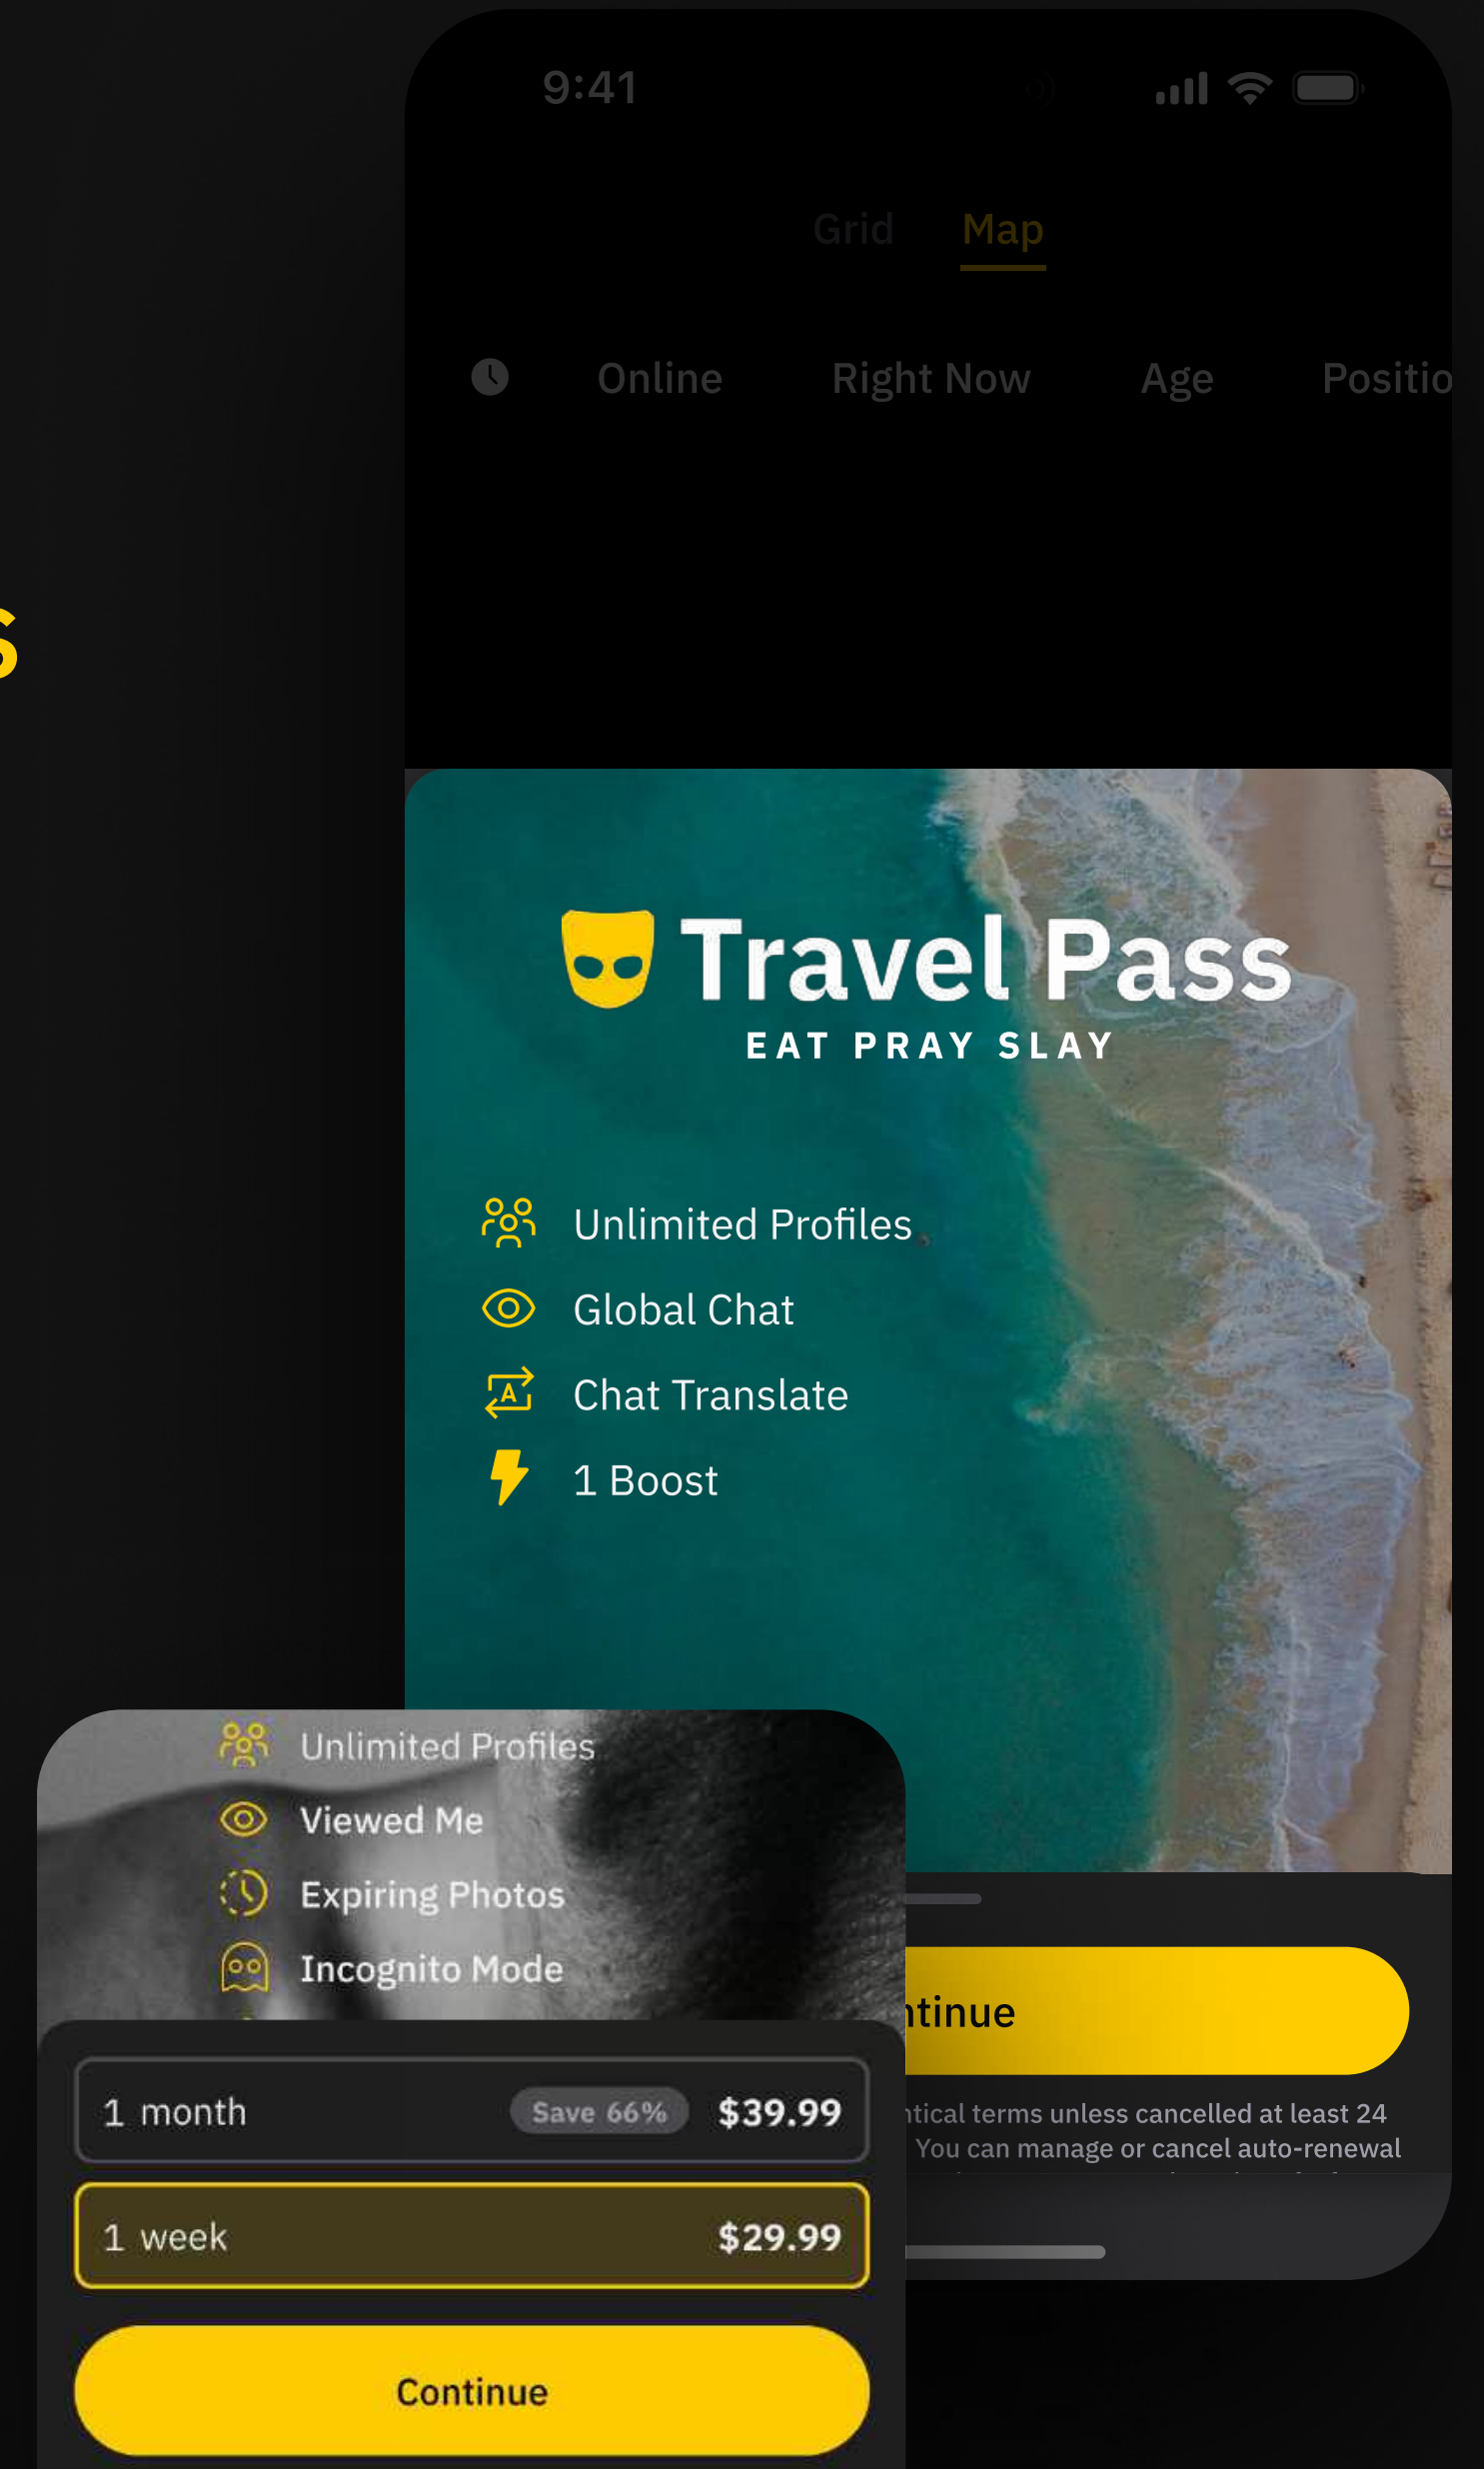 9:41
Grid Map
Online Right Now Age Positio
s
Travel Pass
EAT PRAY SLAY
Unlimited Profiles
Global Chat
Chat Translate
1 Boost
Unlimited Profiles
Viewed Me
Expiring Photos
Incognito Mode
1 month Save 66% $39.99
1 week $29.99
Continue
ntinue
ntical terms unless cancelled at least 24
You can manage or cancel auto-renewal